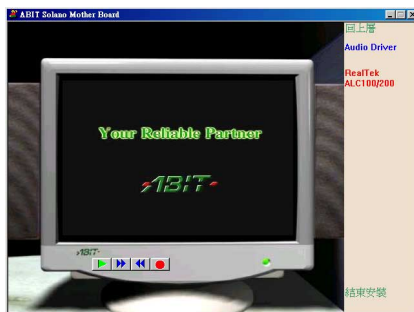 ABIT Solano Mother Board
回上層
Audio Driver
RealTek
ALC100/200
Your Reliable Partner
ABIT
ABIT
結束安裝